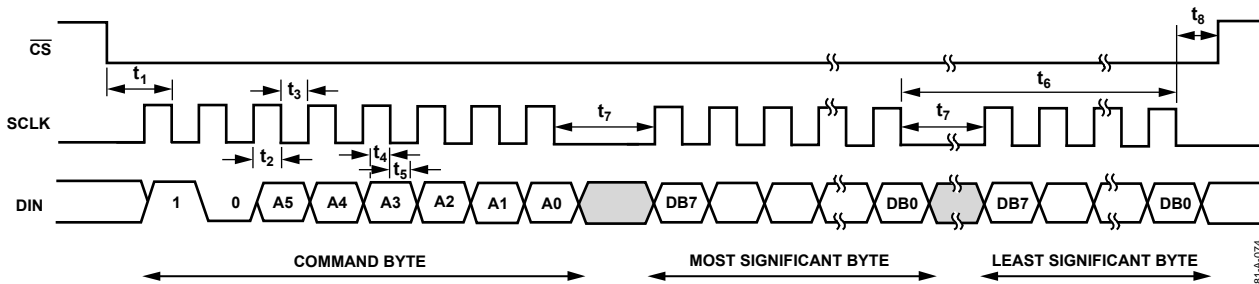 t8
CS
t1
t3
t6
SCLK
t7
t7
t2
t4
t5
DIN
1 0 A5 A4 A3 A2 A1 A0 DB7 DB0 DB7 DB0
COMMAND BYTE
MOST SIGNIFICANT BYTE
LEAST SIGNIFICANT BYTE